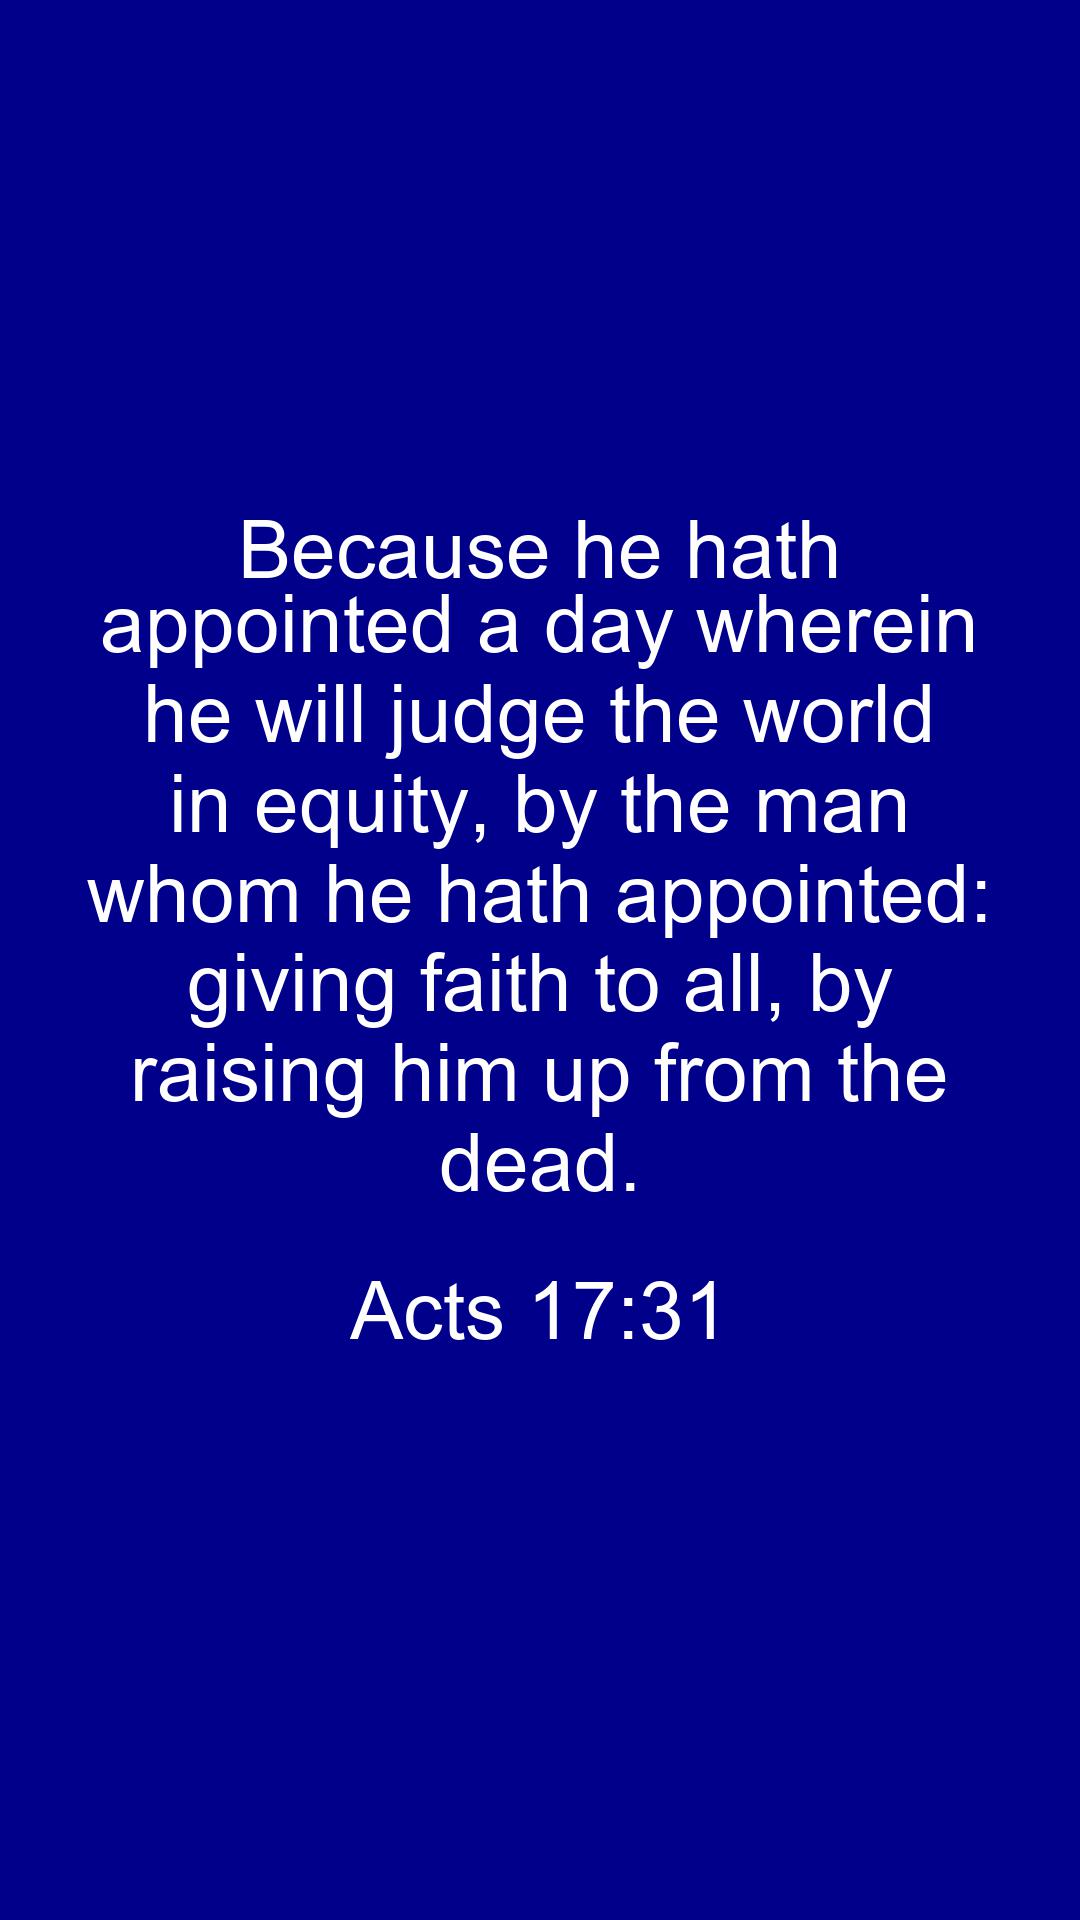 Because he hath
appointed a day wherein
he will judge the world
in equity, by the man
whom he hath appointed:
giving faith to all, by
raising him up from the
dead.
Acts 17:31